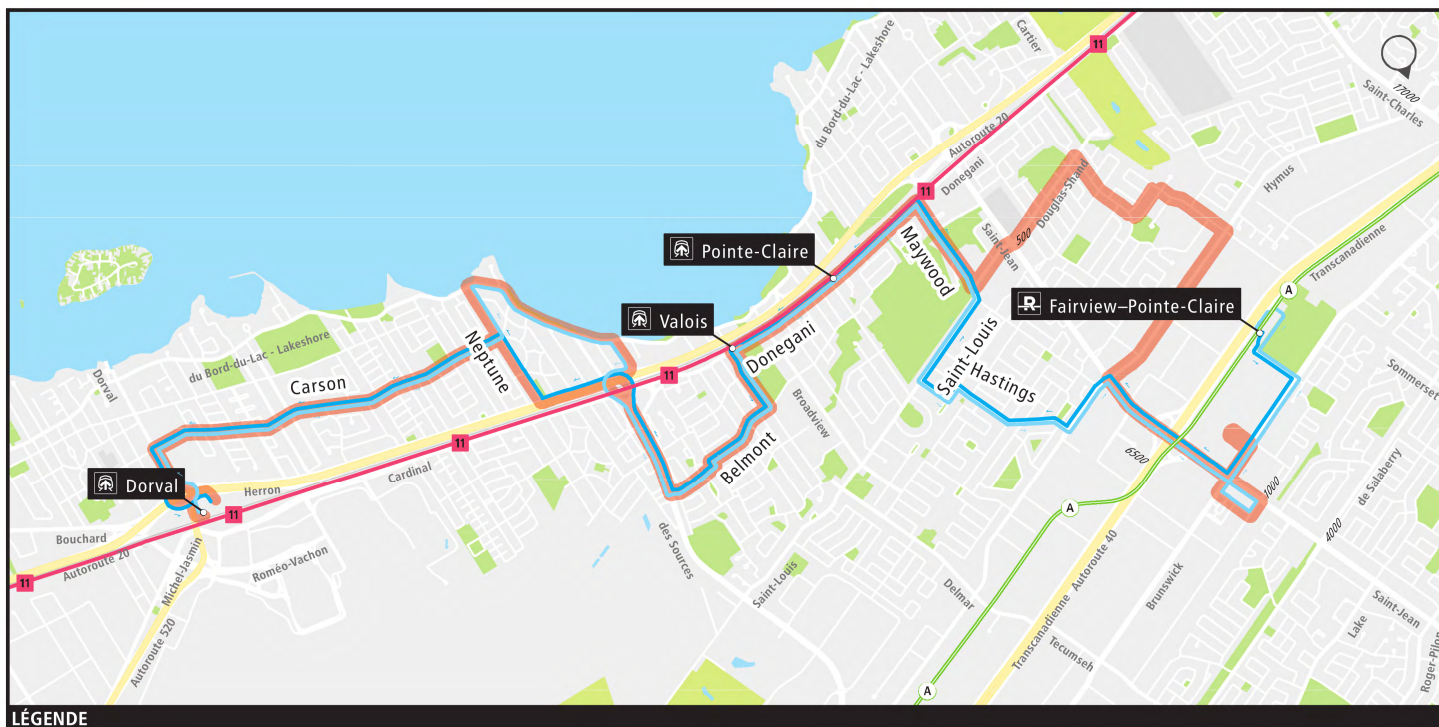 Cartier
11
17000
Saint-Charles
du Bord-du-Lac - Lakeshore
Autoroute 20
Donegani
Hymus
Douglas-Shand
11
Saint-Jean
500
Maywood
Transcanadienne
Pointe-Claire
A
Fairview–Pointe-Claire
Valois
Donegani
Saint-Louis
Hastings
Neptune
du Bord-du-Lac - Lakeshore
Dorval
Carson
11
Broadview
Sommerset
11
Belmont
6500
de Salaberry
Dorval
Herron
Cardinal
1000
11
A
4000
Bouchard
des Sources
Autoroute 20
Michel-Jasmin
Roméo-Vachon
11
Saint-Louis
Delmar
Brunswick
Transcanadienne
Autoroute 40
Saint-Jean
Lake
Tecumseh
Autoroute 520
Roger-Pilon
A
LÉGENDE